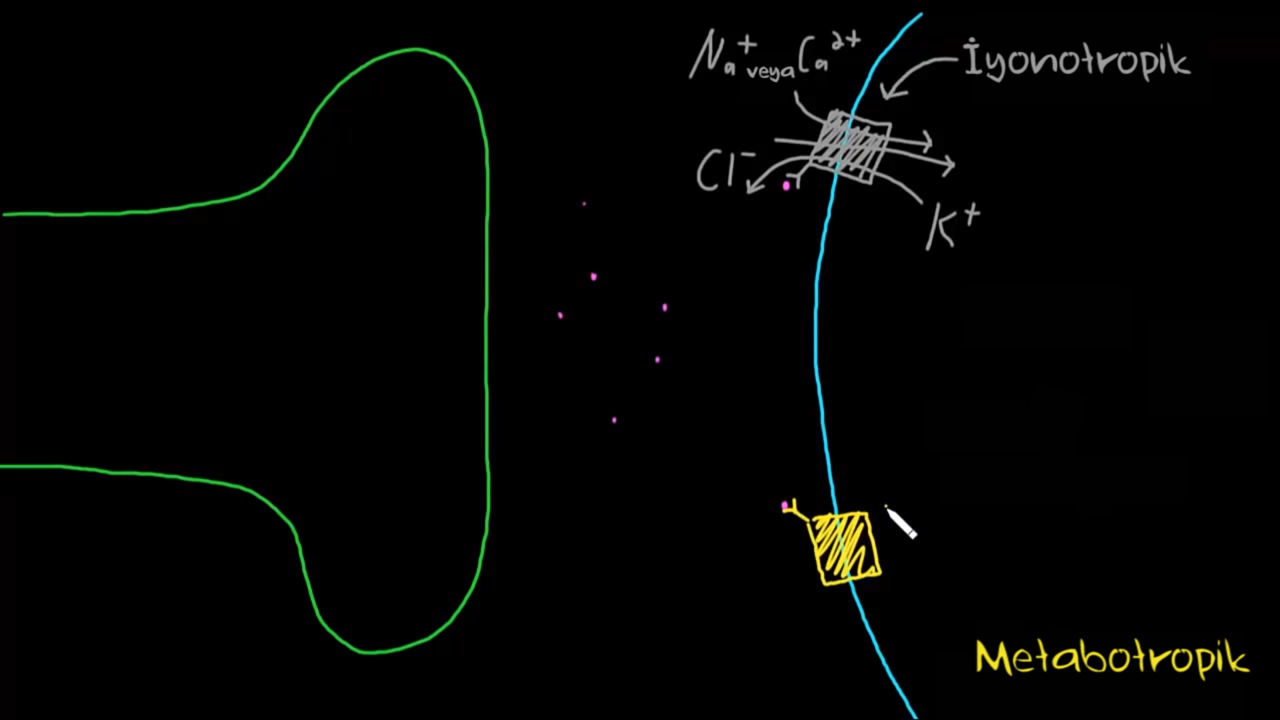 Na⁺ veya Ca²⁺
İyonotropik
Cl⁻
K⁺
Metabotropik